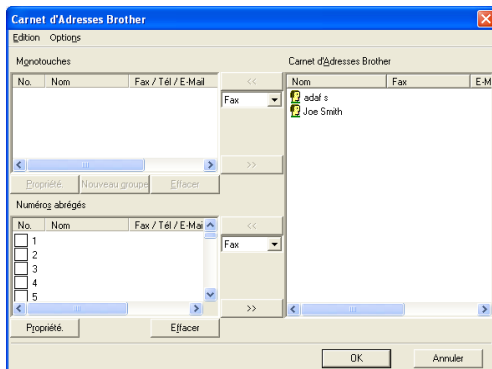 Carnet d'Adresses Brother
Edition Options
Monotouches
No. Nom Fax / Tél / E-Mail
Propriété. Nouveau groupe Effacer
<<
Fax
>>
Numéros abrégés
No. Nom Fax / Tél / E-Mai
1
2
3
4
5
Propriété. Effacer
<<
Fax
>>
Carnet d'Adresses Brother
Nom Fax E-M
adaf s
Joe Smith
OK Annuler